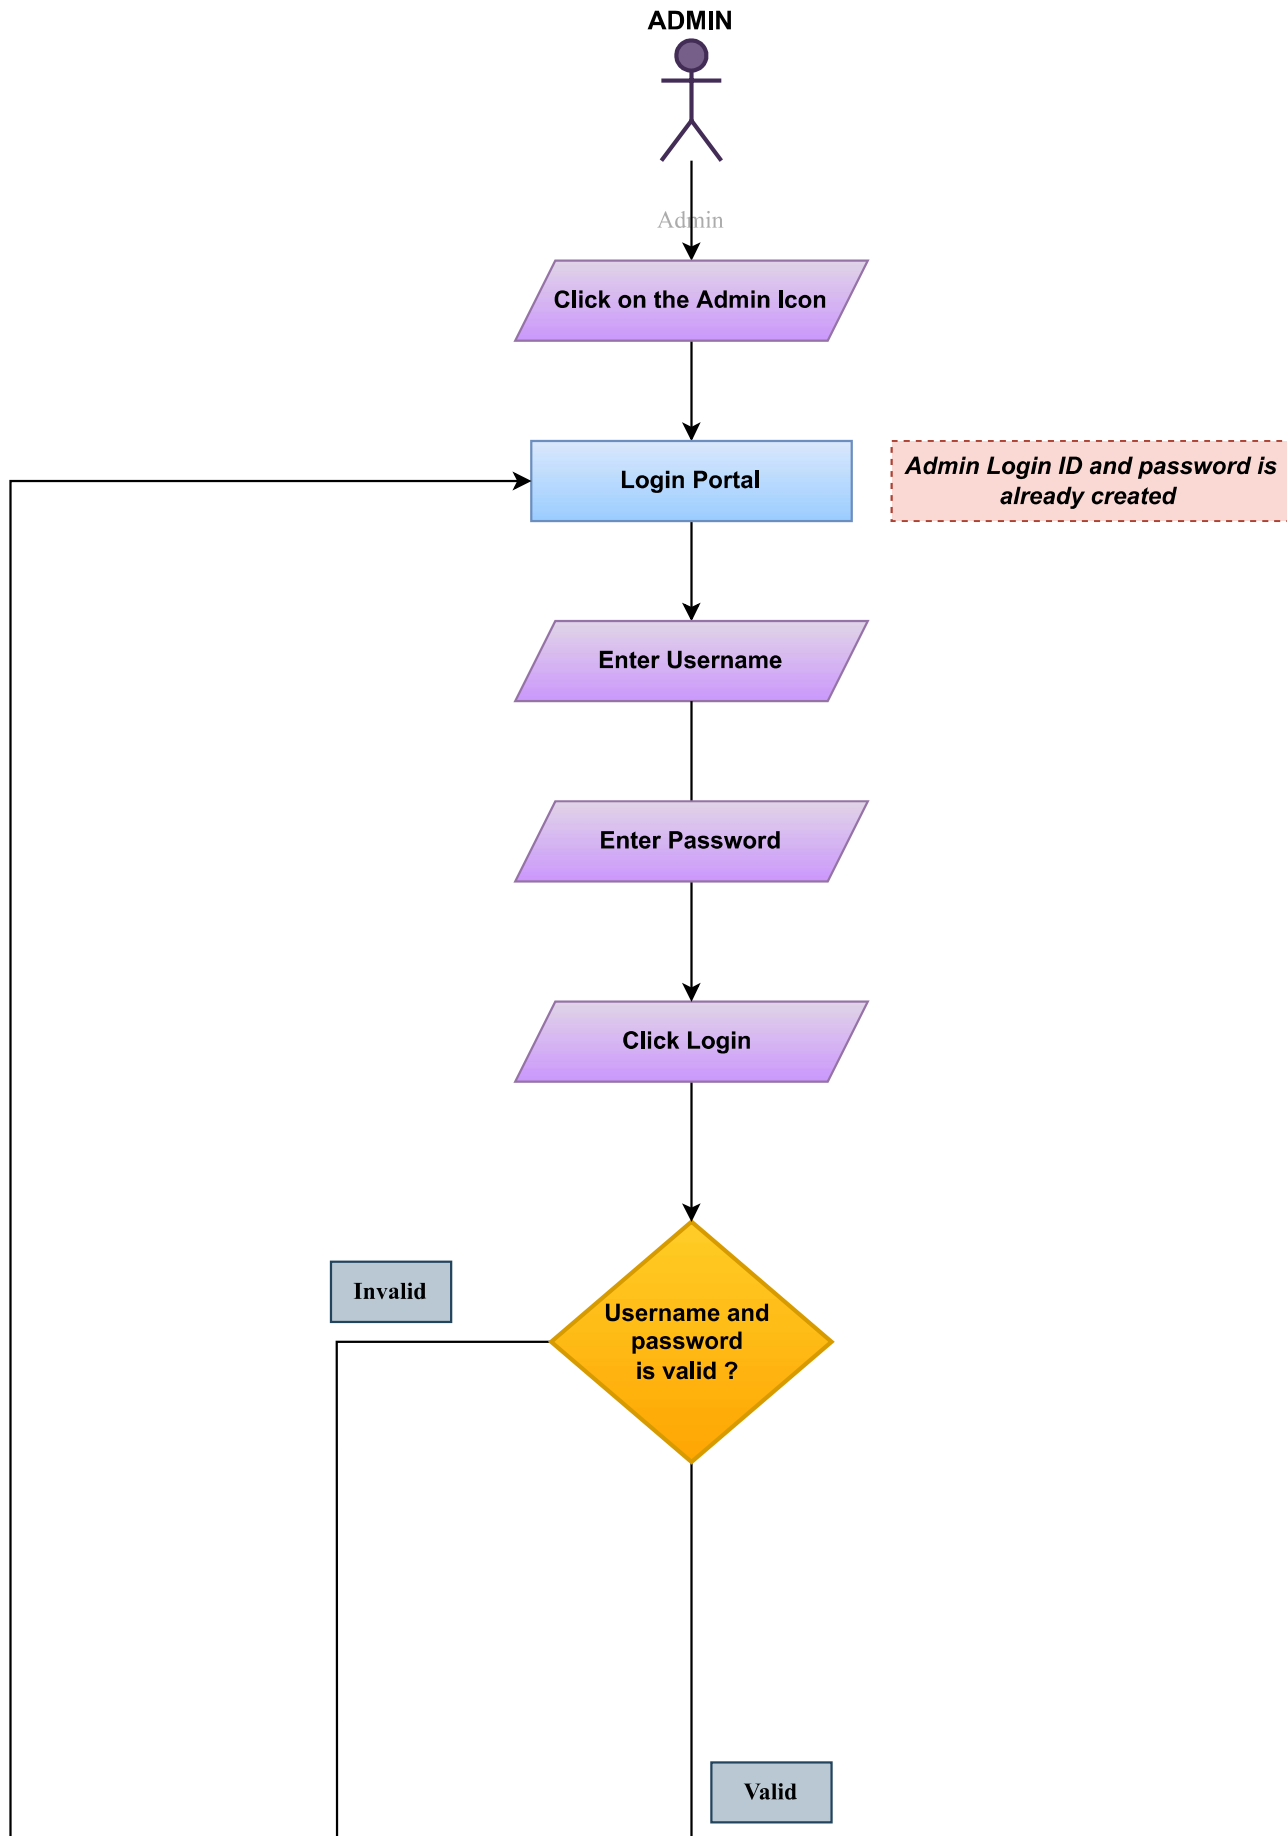 ADMIN
Admin
Click on the Admin Icon
Login Portal
Admin Login ID and password is
already created
Enter Username
Enter Password
Click Login
Invalid
Username and
password
is valid ?
Valid